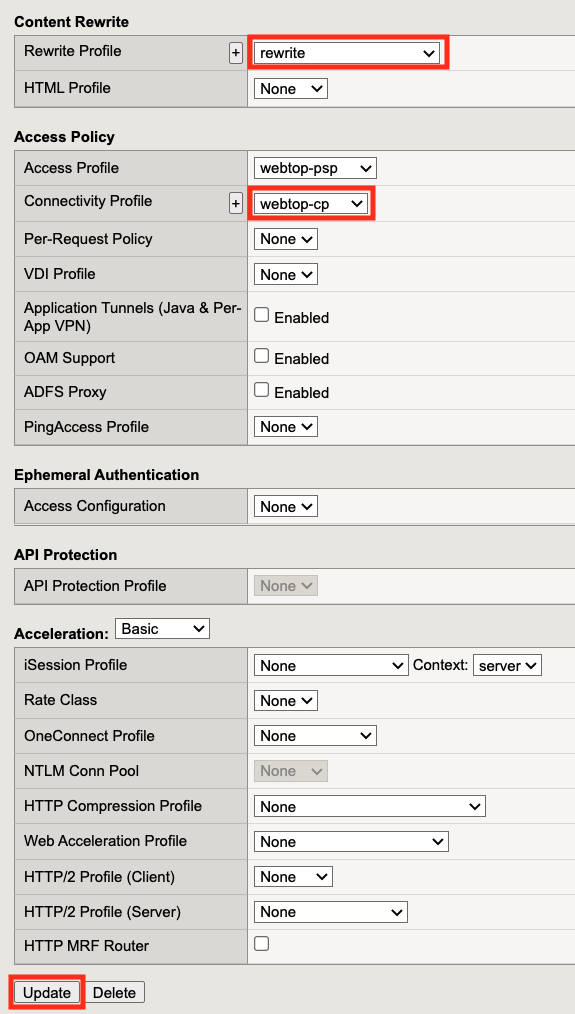 Content Rewrite
Rewrite Profile + rewrite
HTML Profile None
Access Policy
Access Profile webtop-psp
Connectivity Profile + webtop-cp
Per-Request Policy None
VDI Profile None
Application Tunnels (Java & Per-
App VPN) Enabled
OAM Support Enabled
ADFS Proxy Enabled
PingAccess Profile None
Ephemeral Authentication
Access Configuration None
API Protection
API Protection Profile None
Acceleration: Basic
iSession Profile None Context: server
Rate Class None
OneConnect Profile None
NTLM Conn Pool None
HTTP Compression Profile None
Web Acceleration Profile None
HTTP/2 Profile (Client) None
HTTP/2 Profile (Server) None
HTTP MRF Router
Update Delete